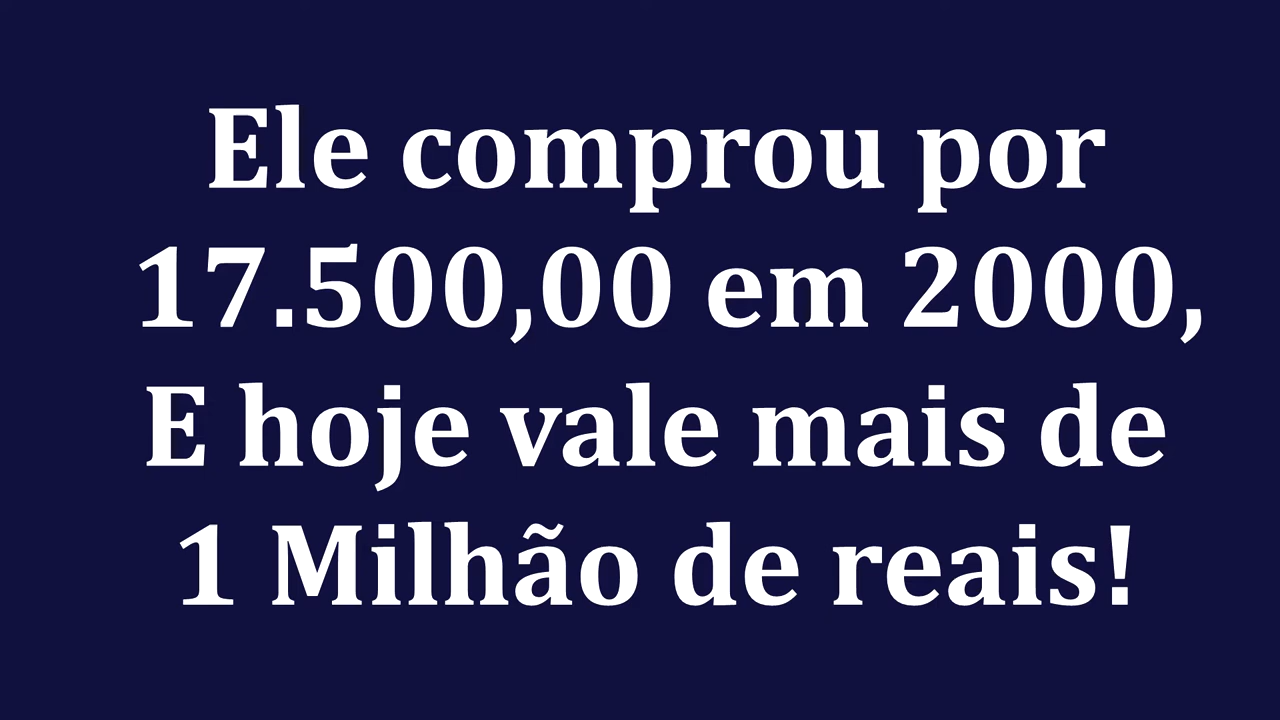 Ele comprou por
17.500,00 em 2000,
E hoje vale mais de
1 Milhão de reais!